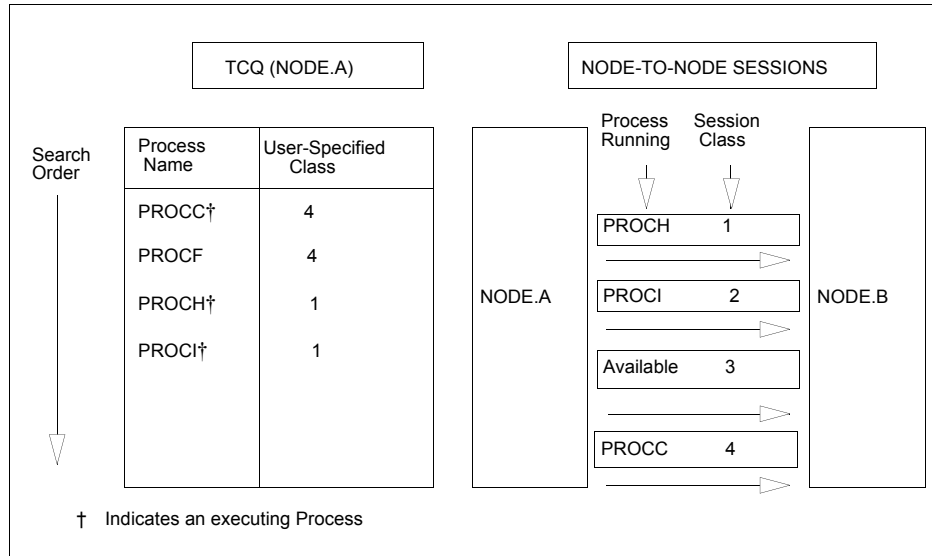 TCQ (NODE.A)
NODE-TO-NODE SESSIONS
Search
Order
Process
Name
User-Specified
Class
PROCC† 4
PROCF 4
PROCH† 1
PROCI† 1
Process
Running
Session
Class
NODE.A
PROCH 1
PROCI 2
Available 3
PROCC 4
NODE.B
† Indicates an executing Process